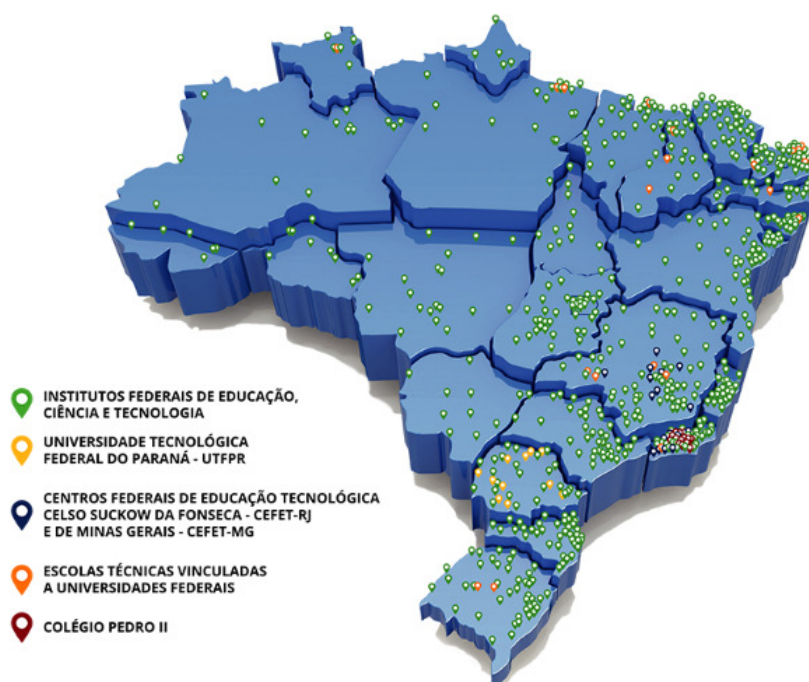 INSTITUTOS FEDERAIS DE EDUCAÇÃO,
CIÊNCIA E TECNOLOGIA
UNIVERSIDADE TECNOLÓGICA
FEDERAL DO PARANÁ - UTFPR
CENTROS FEDERAIS DE EDUCAÇÃO TECNOLÓGICA
CELSO SUCKOW DA FONSECA - CEFET-RJ
E DE MINAS GERAIS - CEFET-MG
ESCOLAS TÉCNICAS VINCULADAS
A UNIVERSIDADES FEDERAIS
COLÉGIO PEDRO II